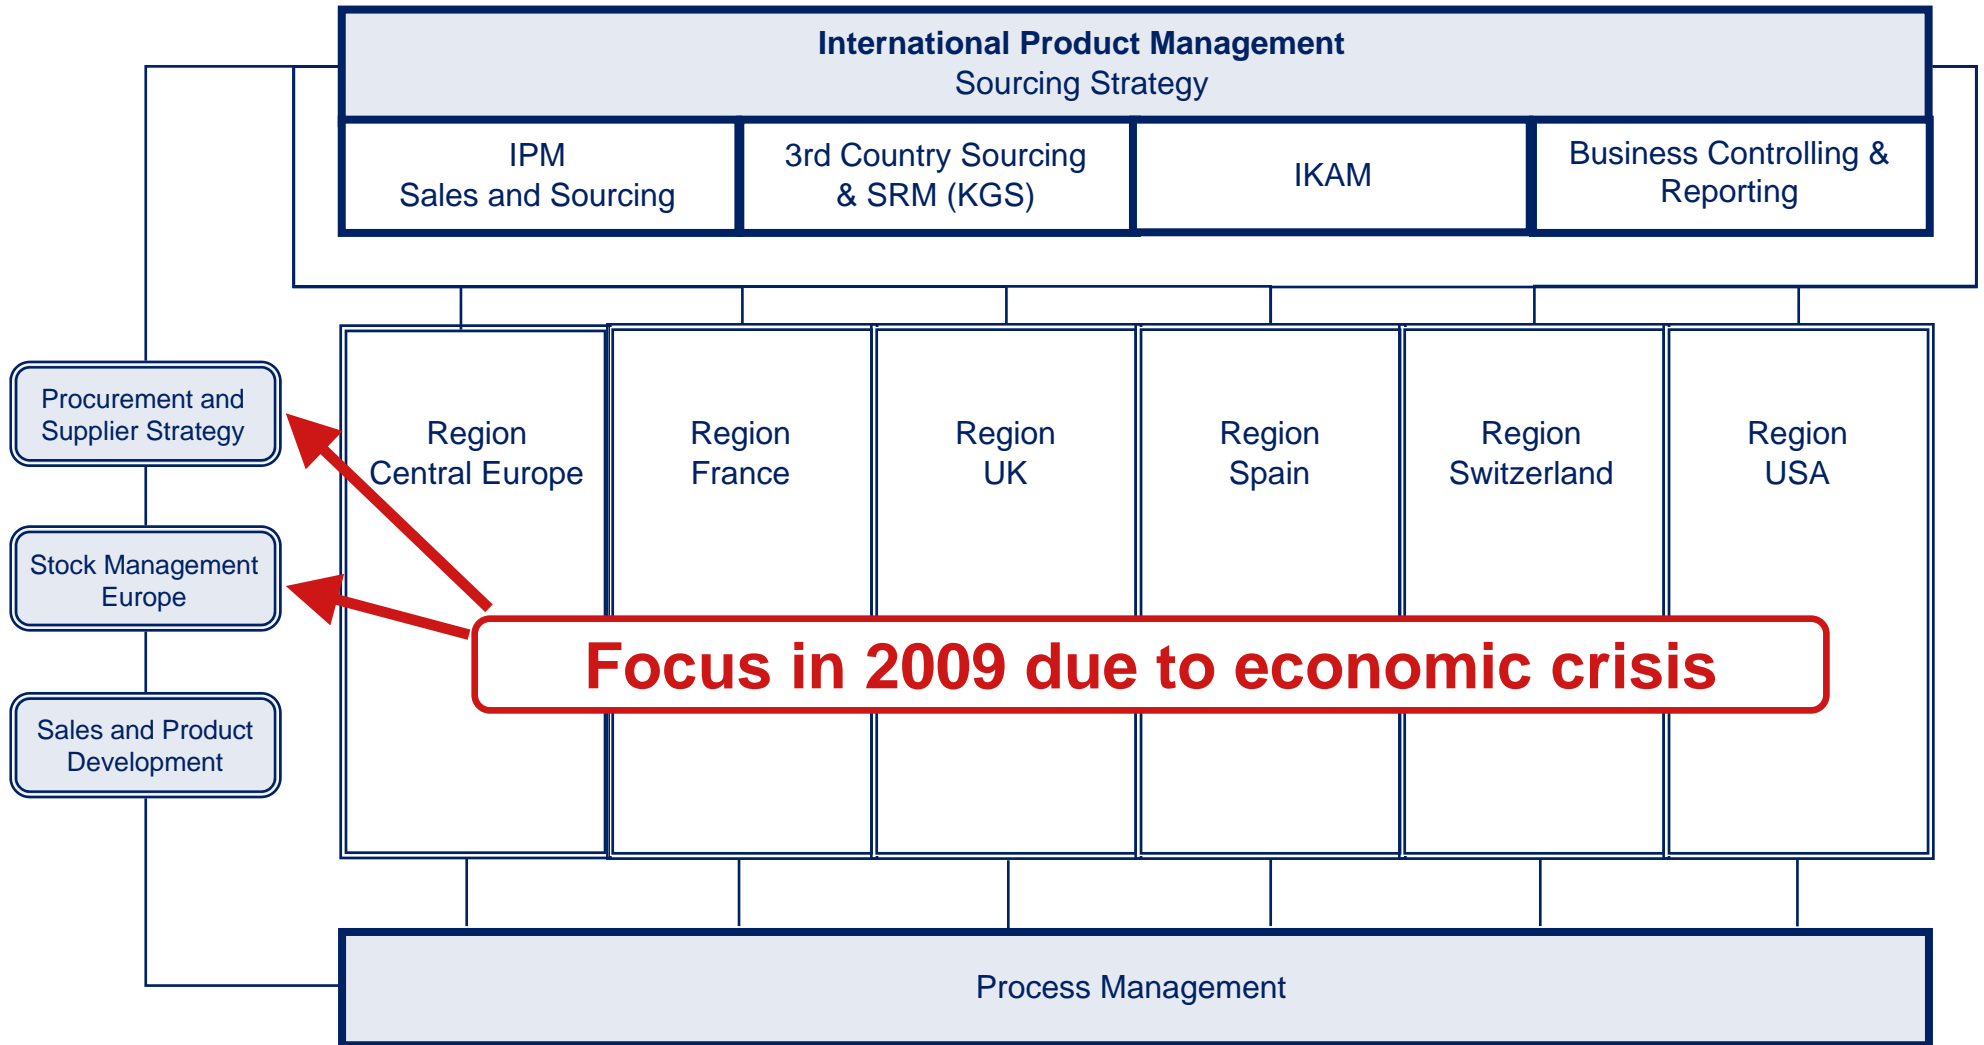 International Product Management
Sourcing Strategy
IPM
Sales and Sourcing
3rd Country Sourcing
& SRM (KGS)
IKAM
Business Controlling &
Reporting
Procurement and
Supplier Strategy
Stock Management
Europe
Sales and Product
Development
Region
Central Europe
Region
France
Region
UK
Region
Spain
Region
Switzerland
Region
USA
Focus in 2009 due to economic crisis
Process Management